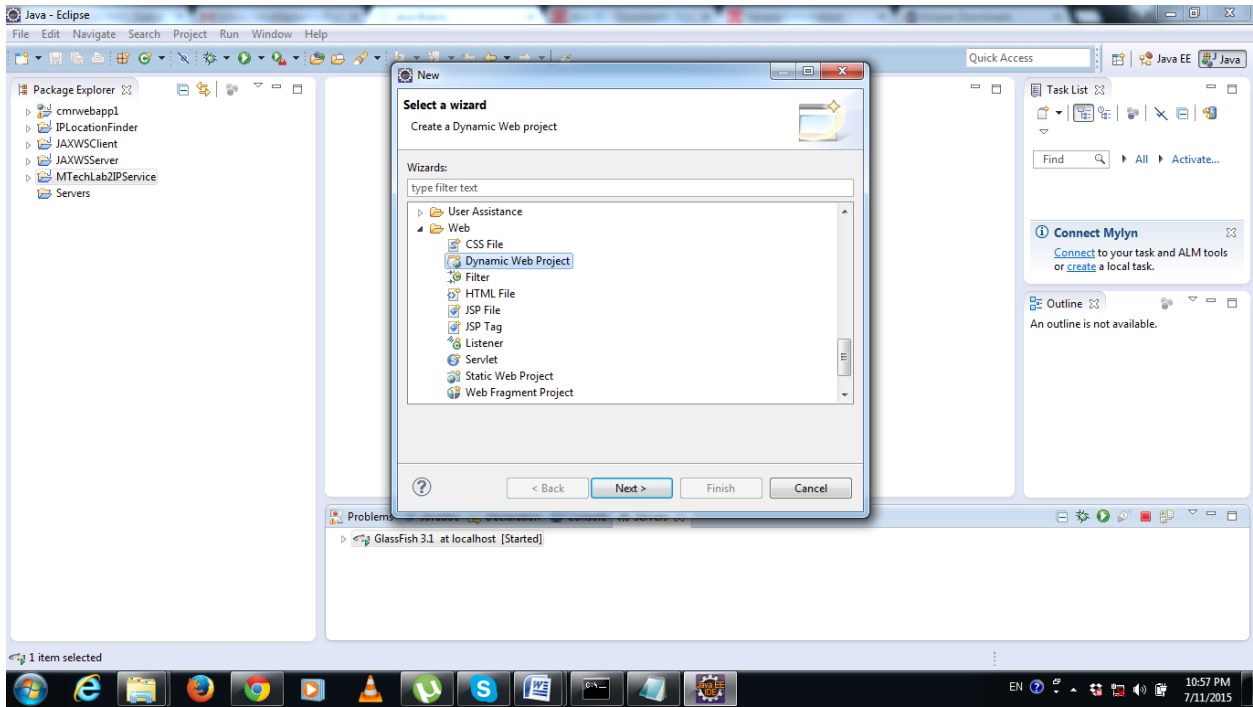 Java - Eclipse
File Edit Navigate Search Project Run Window Help
Quick Access
Java EE
Java
Package Explorer
cmrwebapp1
IPLocationFinder
JAXWSClient
JAXWSServer
MTechLab2IPService
Servers
New
Select a wizard
Create a Dynamic Web project
Wizards:
type filter text
User Assistance
Web
CSS File
Dynamic Web Project
Filter
HTML File
JSP File
JSP Tag
Listener
Servlet
Static Web Project
Web Fragment Project
< Back
Next >
Finish
Cancel
Task List
Find
All
Activate...
Connect Mylyn
Connect to your task and ALM tools
or create a local task.
Outline
An outline is not available.
Problems
GlassFish 3.1 at localhost [Started]
1 item selected
EN
10:57 PM
7/11/2015